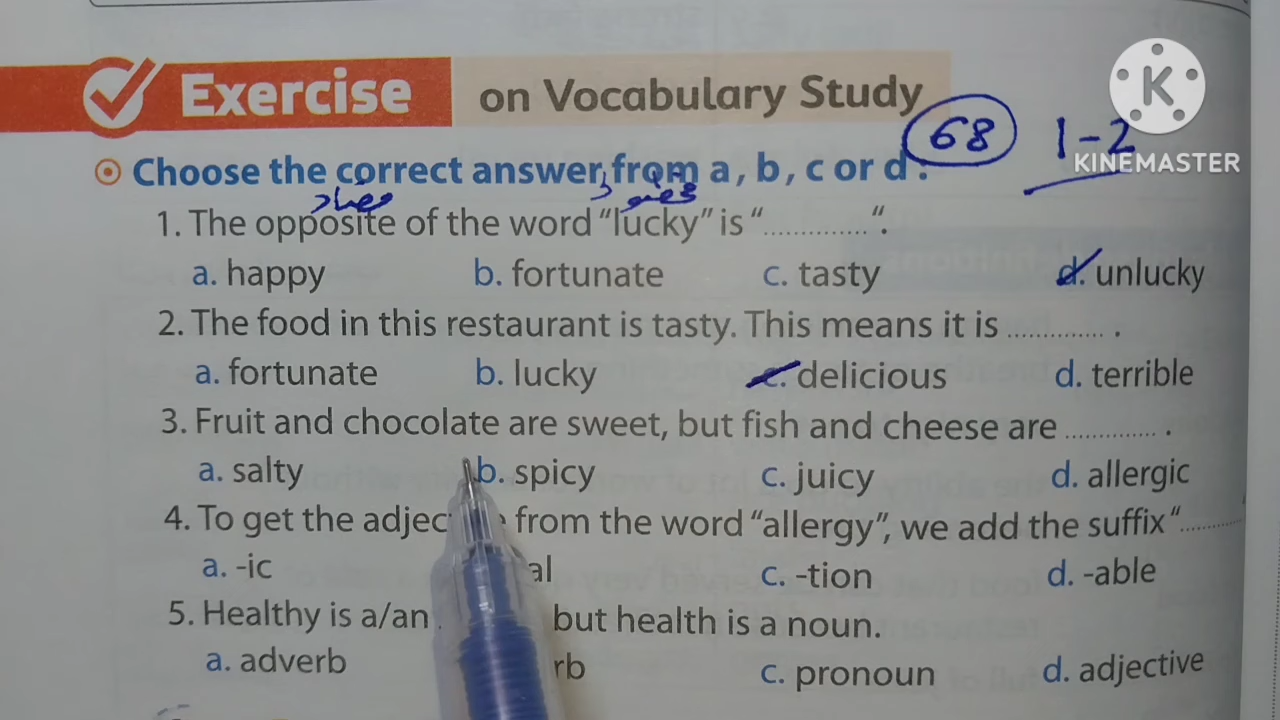 Exercise on Vocabulary Study
68 1-2
KINEMASTER
Choose the correct answer from a, b, c or d.
1. The opposite of the word "lucky" is "..............".
a. happy b. fortunate c. tasty d. unlucky
2. The food in this restaurant is tasty. This means it is ............. .
a. fortunate b. lucky c. delicious d. terrible
3. Fruit and chocolate are sweet, but fish and cheese are ............. .
a. salty b. spicy c. juicy d. allergic
4. To get the adjec from the word "allergy", we add the suffix "..........
a. -ic al c. -tion d. -able
5. Healthy is a/an . but health is a noun.
a. adverb rb c. pronoun d. adjective